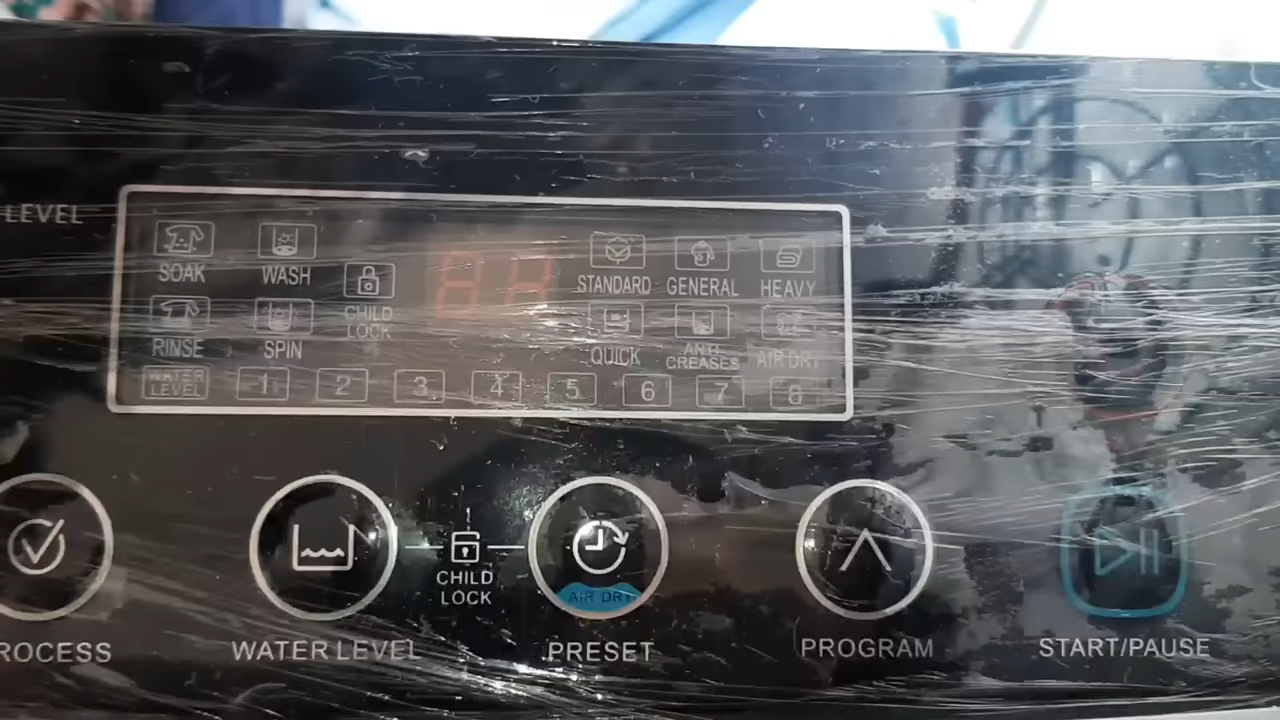 LEVEL
SOAK WASH STANDARD GENERAL HEAVY
CHILD LOCK
RINSE SPIN QUICK ANTI CREASES AIR DRY
WATER LEVEL 1 2 3 4 5 6 7 8
CHILD LOCK
AIR DRY
ROCESS WATER LEVEL PRESET PROGRAM START/PAUSE